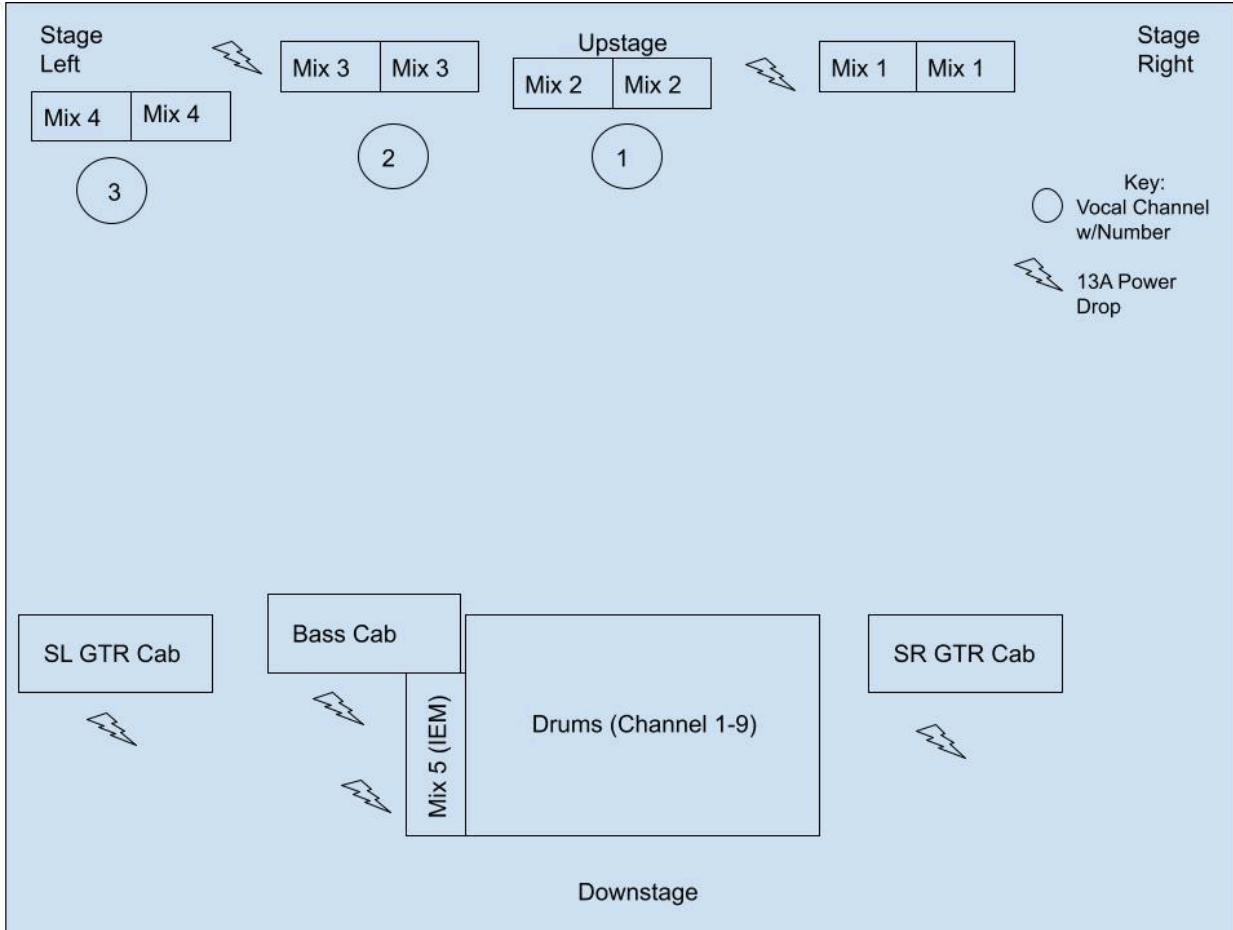 Stage
Left
Upstage
Stage
Right
Mix 3
Mix 3
Mix 2
Mix 2
Mix 1
Mix 1
Mix 4
Mix 4
2
1
3
Key:
Vocal Channel
w/Number
13A Power
Drop
SL GTR Cab
Bass Cab
Mix 5 (IEM)
Drums (Channel 1-9)
SR GTR Cab
Downstage